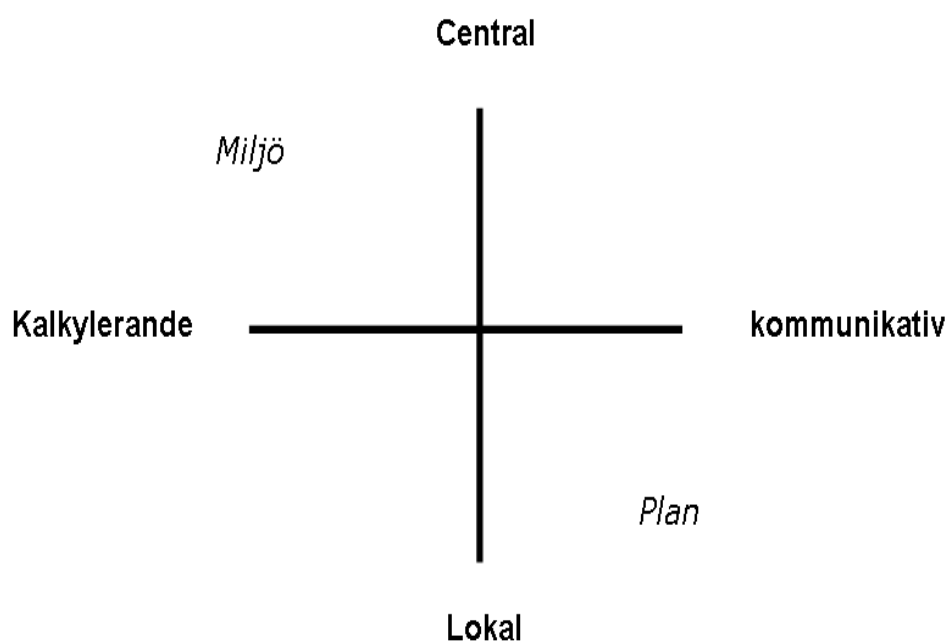 Central
Miljö
Kalkylerande
kommunikativ
Plan
Lokal